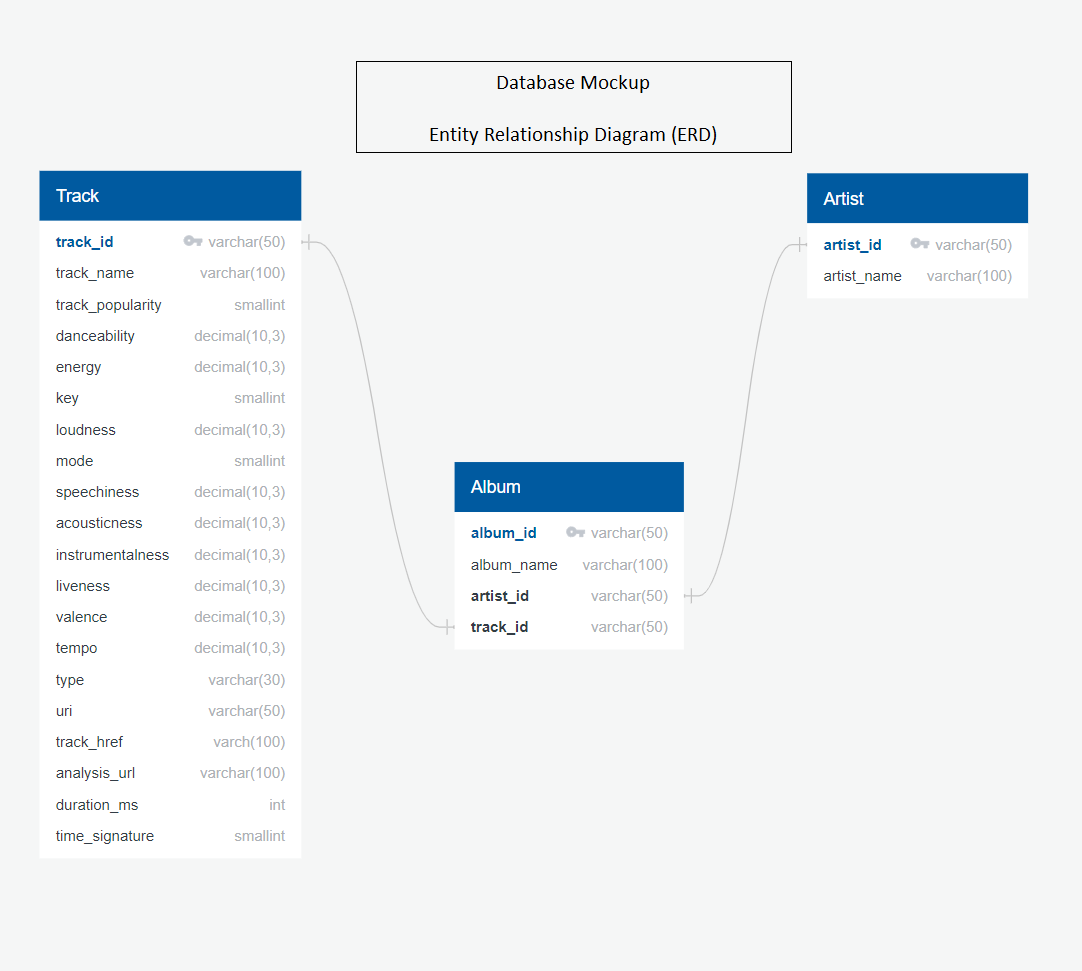 Database Mockup
Entity Relationship Diagram (ERD)
Track
track_id varchar(50)
track_name varchar(100)
track_popularity smallint
danceability decimal(10,3)
energy decimal(10,3)
key smallint
loudness decimal(10,3)
mode smallint
speechiness decimal(10,3)
acousticness decimal(10,3)
instrumentalness decimal(10,3)
liveness decimal(10,3)
valence decimal(10,3)
tempo decimal(10,3)
type varchar(30)
uri varchar(50)
track_href varch(100)
analysis_url varchar(100)
duration_ms int
time_signature smallint
Album
album_id varchar(50)
album_name varchar(100)
artist_id varchar(50)
track_id varchar(50)
Artist
artist_id varchar(50)
artist_name varchar(100)